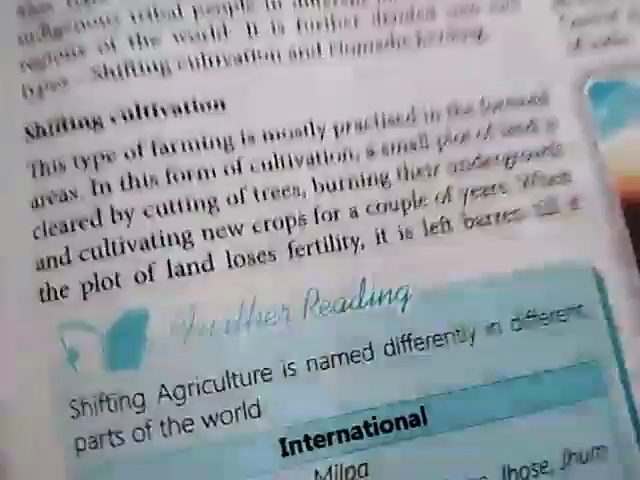 indigenous tribal people in different
regions of the world. It is further divided into two
types - Shifting cultivation and Nomadic herding.
Shifting cultivation
This type of farming is mostly practised in the forested
areas. In this form of cultivation, a small plot of land is
cleared by cutting of trees, burning their undergrowth
and cultivating new crops for a couple of years. When
the plot of land loses fertility, it is left barren till it
Further Reading
Shifting Agriculture is named differently in different
parts of the world
International
Milpa
Jhose, Jhum